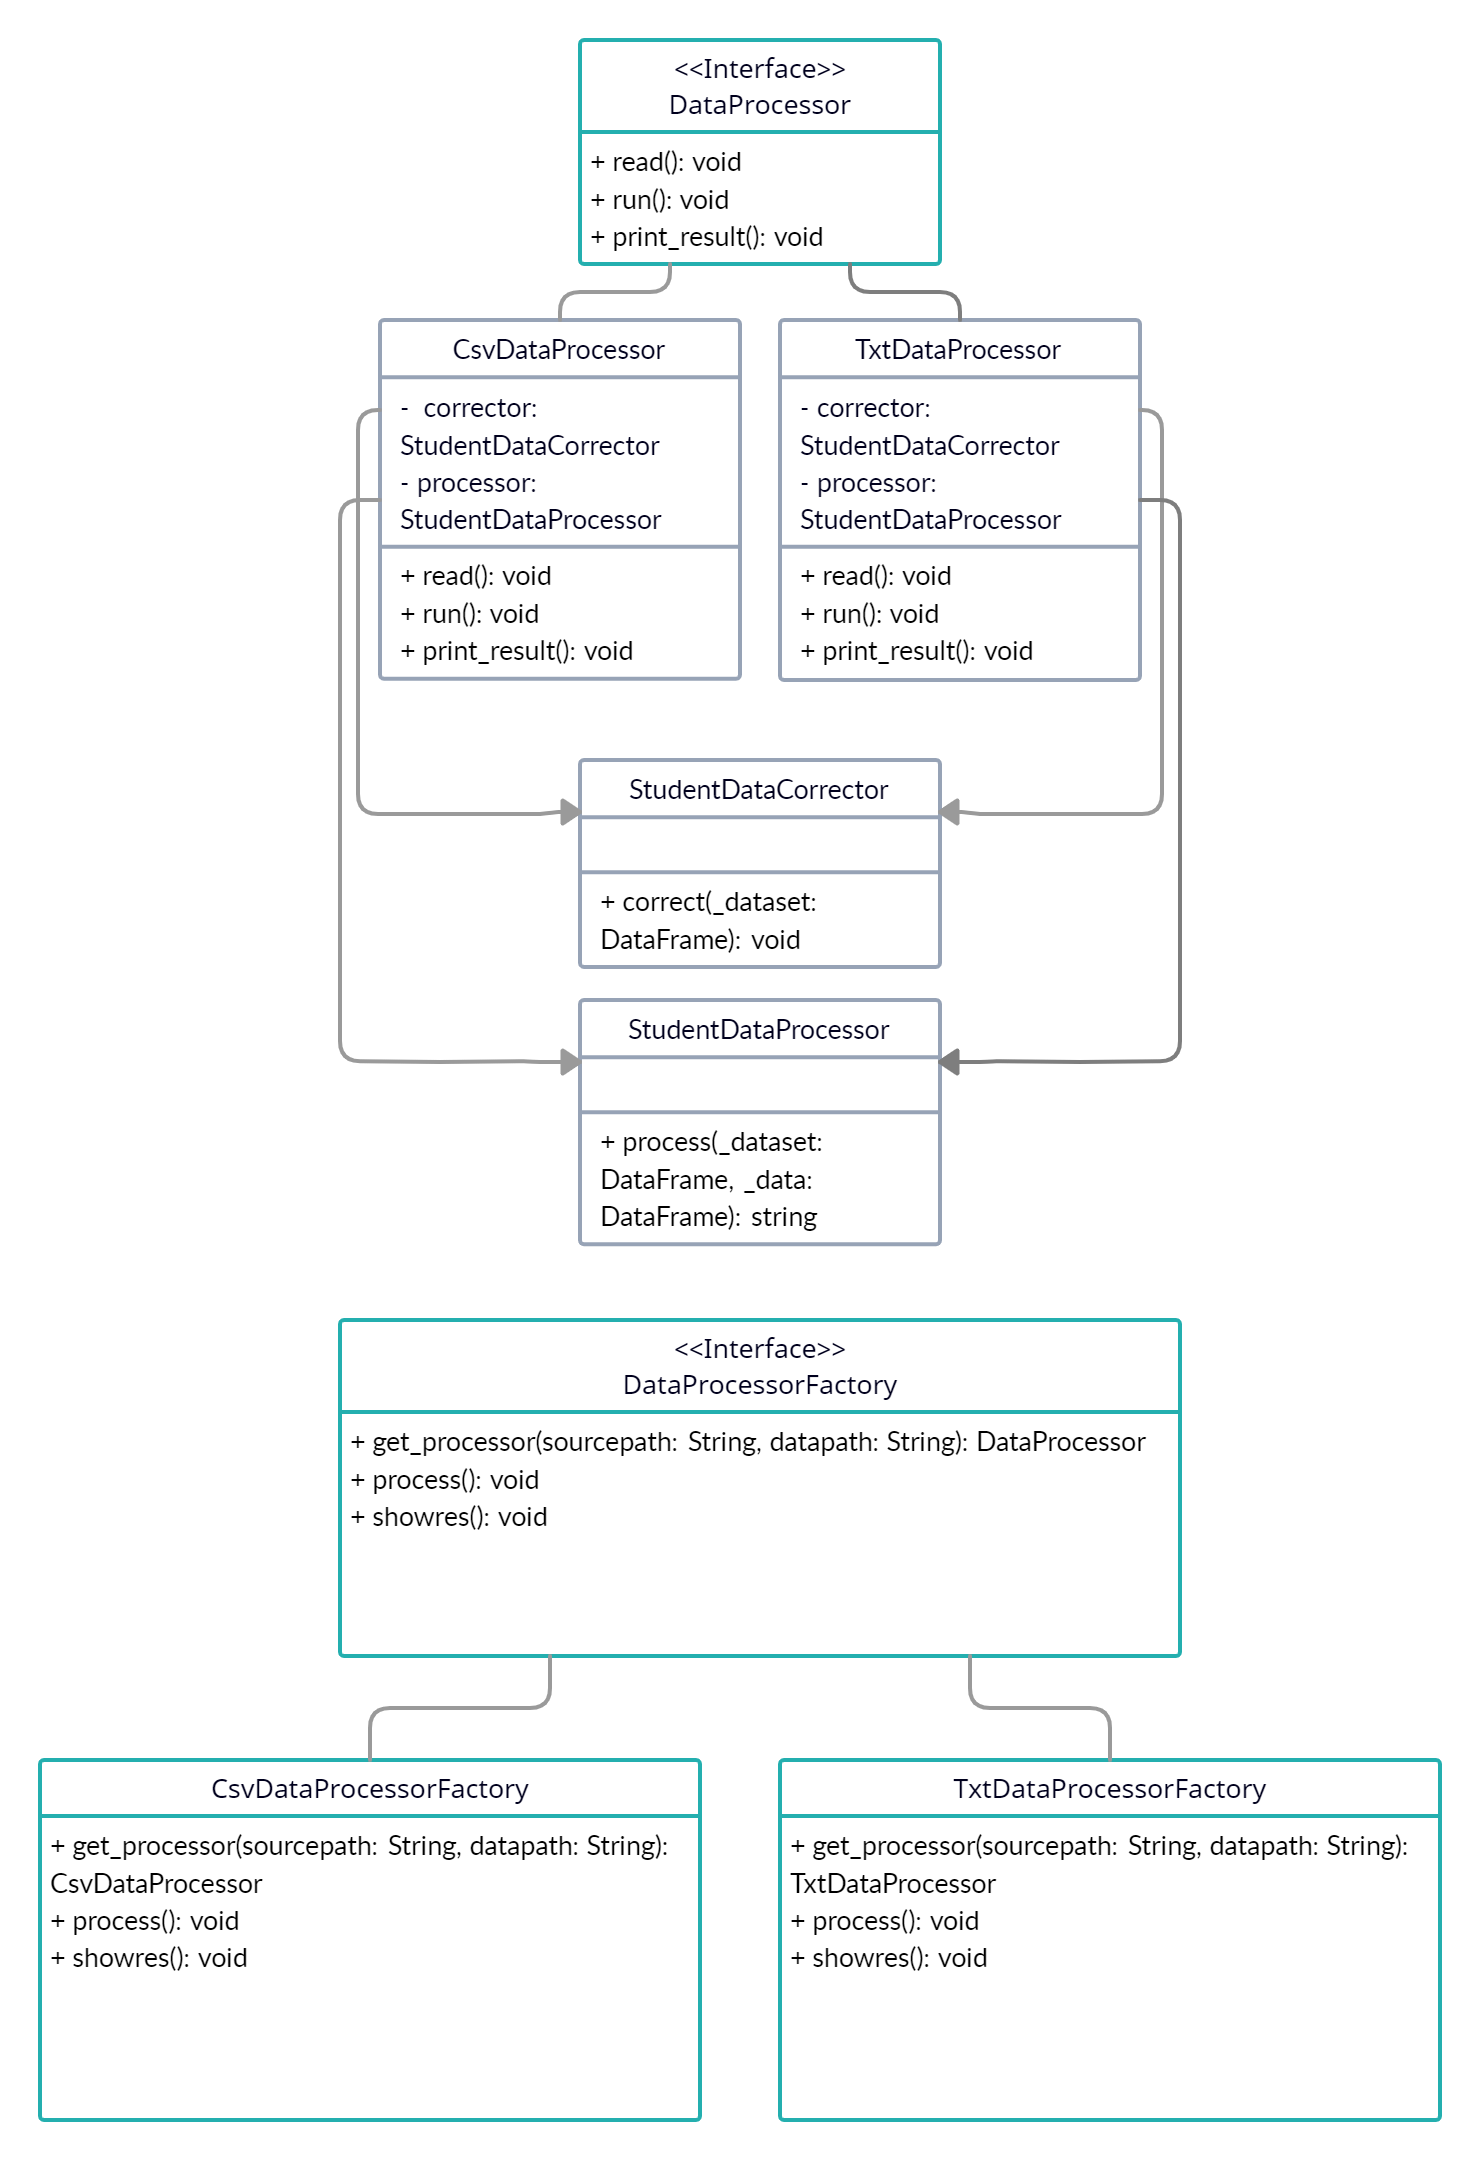 <<Interface>>
DataProcessor
+ read(): void
+ run(): void
+ print_result(): void
CsvDataProcessor
-  corrector:
StudentDataCorrector
- processor:
StudentDataProcessor
+ read(): void
+ run(): void
+ print_result(): void
TxtDataProcessor
- corrector:
StudentDataCorrector
- processor:
StudentDataProcessor
+ read(): void
+ run(): void
+ print_result(): void
StudentDataCorrector
+ correct(_dataset:
DataFrame): void
StudentDataProcessor
+ process(_dataset:
DataFrame, _data:
DataFrame): string
<<Interface>>
DataProcessorFactory
+ get_processor(sourcepath: String, datapath: String): DataProcessor
+ process(): void
+ showres(): void
CsvDataProcessorFactory
+ get_processor(sourcepath: String, datapath: String):
CsvDataProcessor
+ process(): void
+ showres(): void
TxtDataProcessorFactory
+ get_processor(sourcepath: String, datapath: String):
TxtDataProcessor
+ process(): void
+ showres(): void